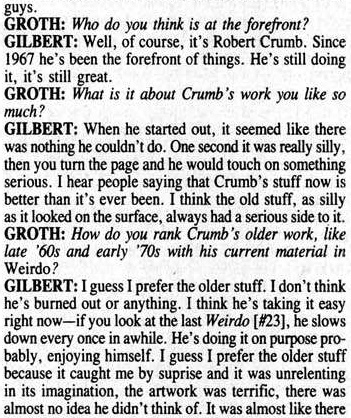 guys.
GROTH: Who do you think is at the forefront?
GILBERT: Well, of course, it's Robert Crumb. Since
1967 he's been the forefront of things. He's still doing
it, it's still great.
GROTH: What is it about Crumb's work you like so
much?
GILBERT: When he started out, it seemed like there
was nothing he couldn't do. One second it was really silly,
then you turn the page and he would touch on something
serious. I hear people saying that Crumb's stuff now is
better than it's ever been. I think the old stuff, as silly
as it looked on the surface, always had a serious side to it.
GROTH: How do you rank Crumb's older work, like
late '60s and early '70s with his current material in
Weirdo?
GILBERT: I guess I prefer the older stuff. I don't think
he's burned out or anything. I think he's taking it easy
right now—if you look at the last Weirdo [#23], he slows
down every once in awhile. He's doing it on purpose pro-
bably, enjoying himself. I guess I prefer the older stuff
because it caught me by suprise and it was unrelenting
in its imagination, the artwork was terrific, there was
almost no idea he didn't think of. It was almost like there